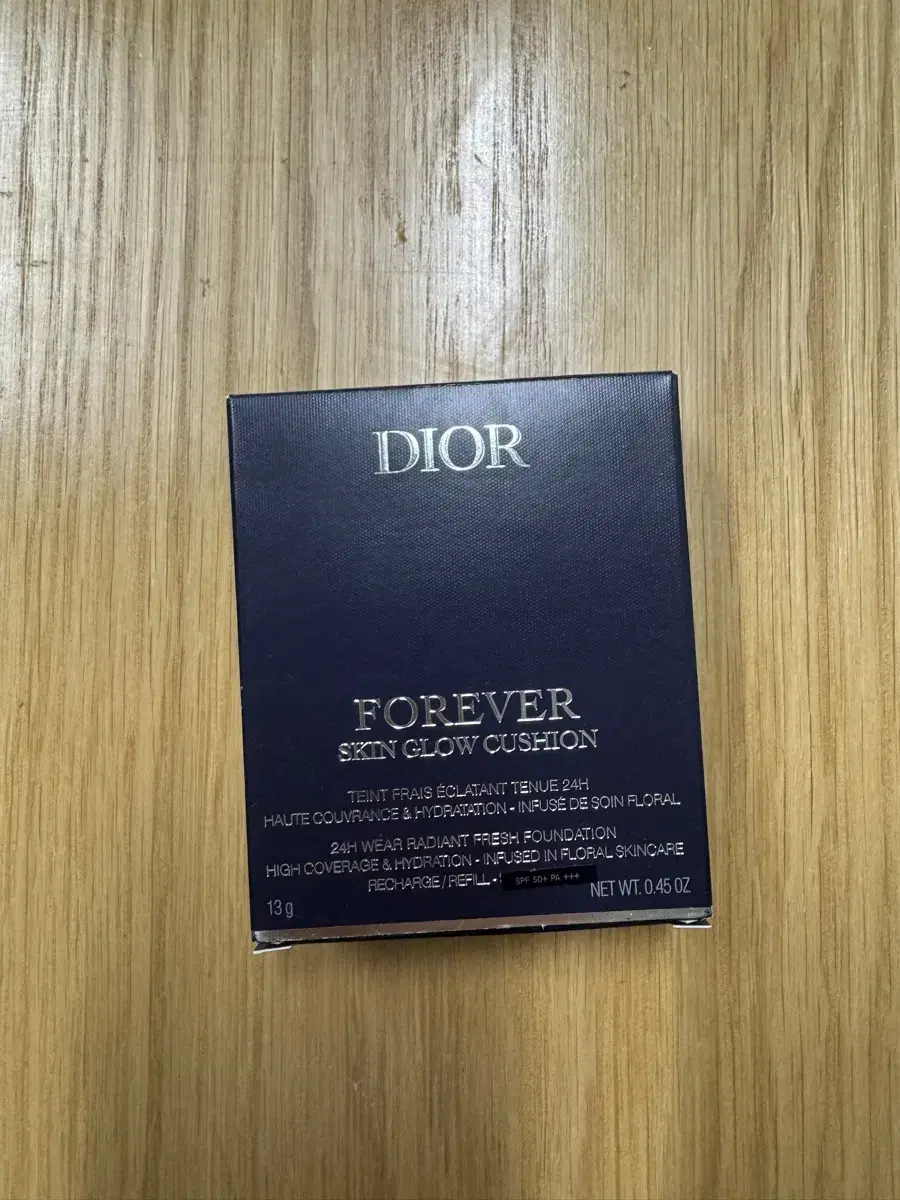 DIOR
FOREVER
SKIN GLOW CUSHION
TEINT FRAIS ÉCLATANT TENUE 24H
HAUTE COUVRANCE & HYDRATATION - INFUSÉ DE SOIN FLORAL
24H WEAR RADIANT FRESH FOUNDATION
HIGH COVERAGE & HYDRATION - INFUSED IN FLORAL SKINCARE
RECHARGE / REFILL - SPF 50+ PA +++
13 g NET WT. 0.45 OZ